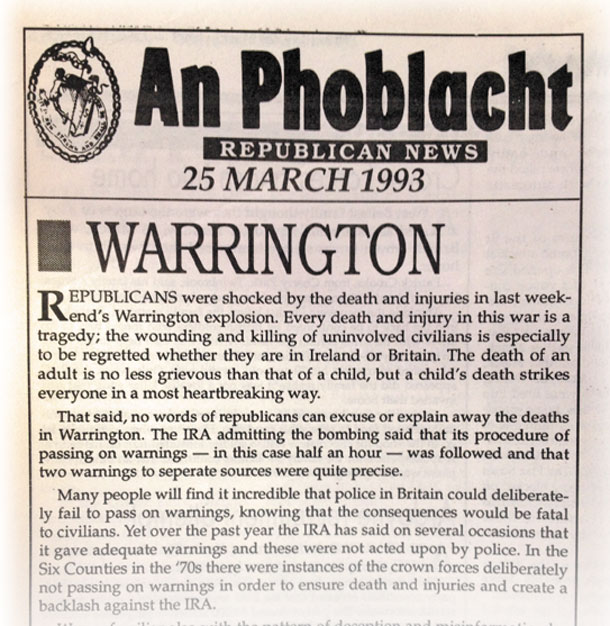 An Phoblacht
REPUBLICAN NEWS
25 MARCH 1993
WARRINGTON
REPUBLICANS were shocked by the death and injuries in last week-
end's Warrington explosion. Every death and injury in this war is a
tragedy; the wounding and killing of uninvolved civilians is especially
to be regretted whether they are in Ireland or Britain. The death of an
adult is no less grievous than that of a child, but a child's death strikes
everyone in a most heartbreaking way.
That said, no words of republicans can excuse or explain away the deaths
in Warrington. The IRA admitting the bombing said that its procedure of
passing on warnings — in this case half an hour — was followed and that
two warnings to seperate sources were quite precise.
Many people will find it incredible that police in Britain could deliberate-
ly fail to pass on warnings, knowing that the consequences would be fatal
to civilians. Yet over the past year the IRA has said on several occasions that
it gave adequate warnings and these were not acted upon by police. In the
Six Counties in the '70s there were instances of the crown forces deliberately
not passing on warnings in order to ensure death and injuries and create a
backlash against the IRA.